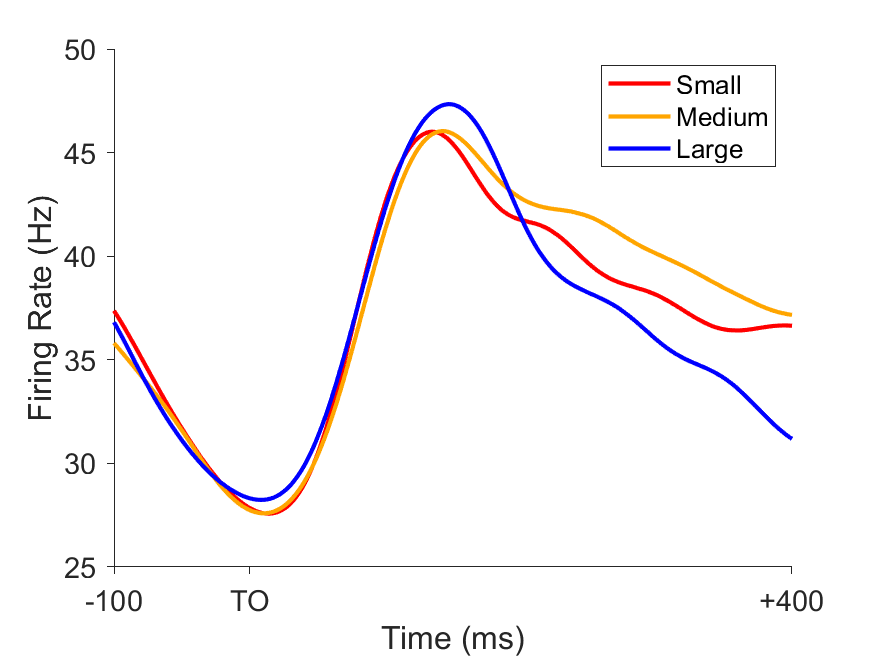 50
45
40
35
30
25
Firing Rate (Hz)
Small
Medium
Large
-100 TO +400
Time (ms)